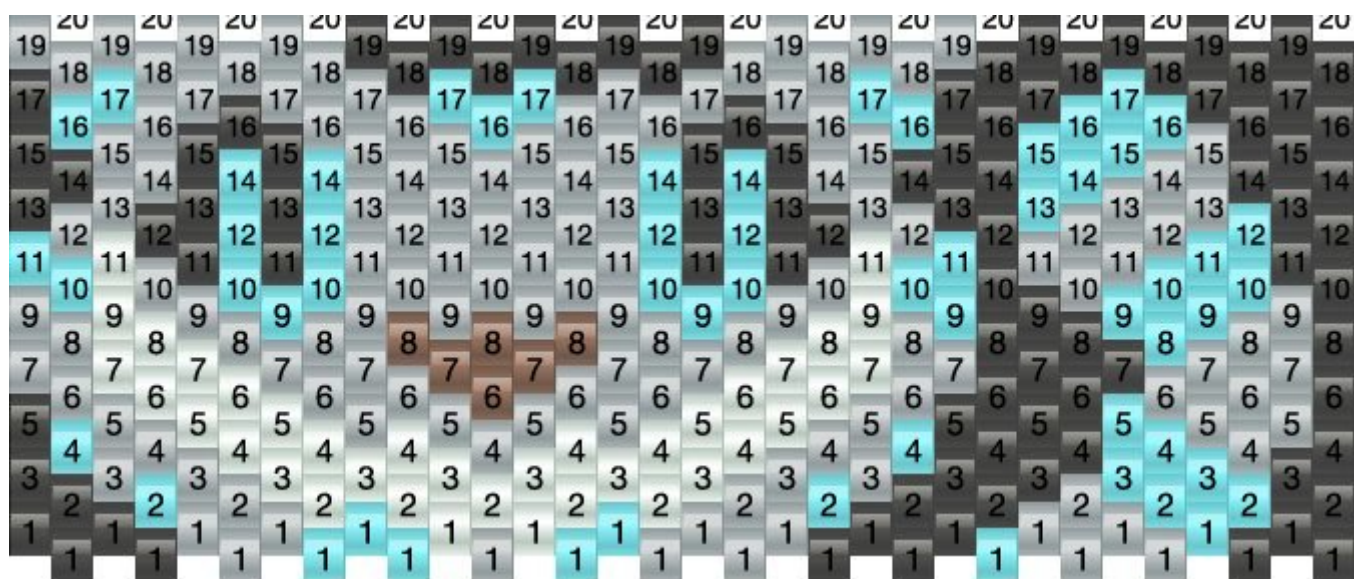 20 20 20 20 20 20 20 20 20 20 20 20 20 20 20 20
19 19 19 19 19 19 19 19 19 19 19 19 19 19 19 19
18 18 18 18 18 18 18 18 18 18 18 18 18 18 18 18
17 17 17 17 17 17 17 17 17 17 17 17 17 17 17 17
16 16 16 16 16 16 16 16 16 16 16 16 16 16 16 16
15 15 15 15 15 15 15 15 15 15 15 15 15 15 15 15
14 14 14 14 14 14 14 14 14 14 14 14 14 14 14 14
13 13 13 13 13 13 13 13 13 13 13 13 13 13 13 13
12 12 12 12 12 12 12 12 12 12 12 12 12 12 12 12
11 11 11 11 11 11 11 11 11 11 11 11 11 11 11 11
10 10 10 10 10 10 10 10 10 10 10 10 10 10 10 10
9 9 9 9 9 9 9 9 9 9 9 9 9 9 9 9
8 8 8 8 8 8 8 8 8 8 8 8 8 8 8 8
7 7 7 7 7 7 7 7 7 7 7 7 7 7 7 7
6 6 6 6 6 6 6 6 6 6 6 6 6 6 6 6
5 5 5 5 5 5 5 5 5 5 5 5 5 5 5 5
4 4 4 4 4 4 4 4 4 4 4 4 4 4 4 4
3 3 3 3 3 3 3 3 3 3 3 3 3 3 3 3
2 2 2 2 2 2 2 2 2 2 2 2 2 2 2 2
1 1 1 1 1 1 1 1 1 1 1 1 1 1 1 1
1 1 1 1 1 1 1 1 1 1 1 1 1 1 1 1